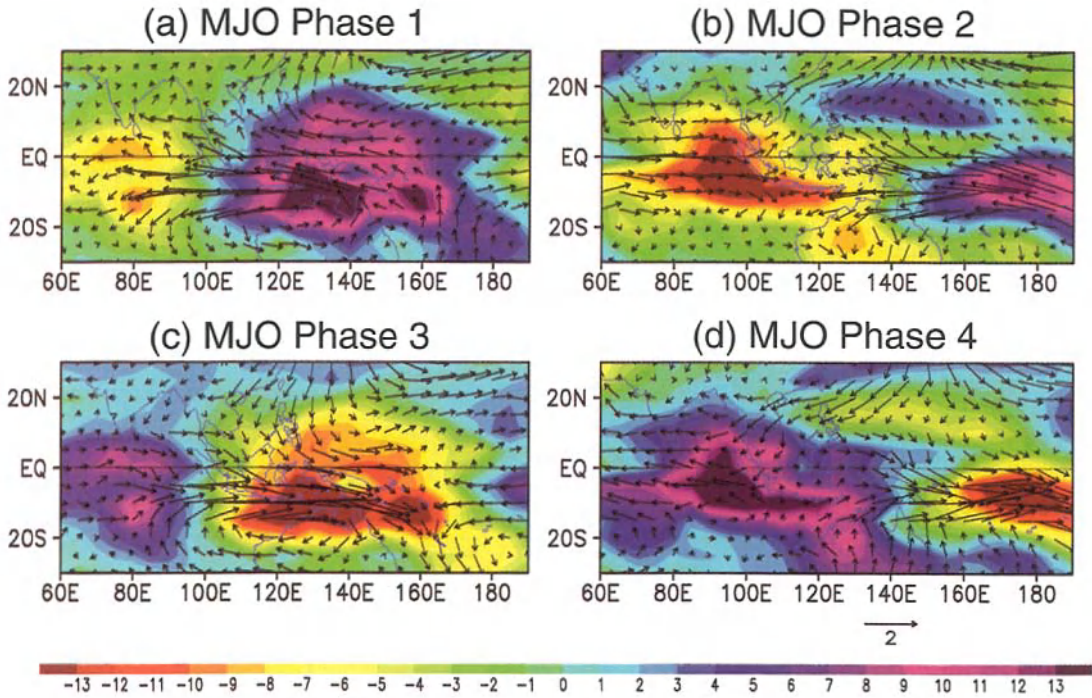 (a) MJO Phase 1
(b) MJO Phase 2
20N
EQ
20S
60E 80E 100E 120E 140E 160E 180
20N
EQ
20S
60E 80E 100E 120E 140E 160E 180
(c) MJO Phase 3
(d) MJO Phase 4
20N
EQ
20S
60E 80E 100E 120E 140E 160E 180
20N
EQ
20S
60E 80E 100E 120E 140E 160E 180
2
-13 -12 -11 -10 -9 -8 -7 -6 -5 -4 -3 -2 -1 0 1 2 3 4 5 6 7 8 9 10 11 12 13